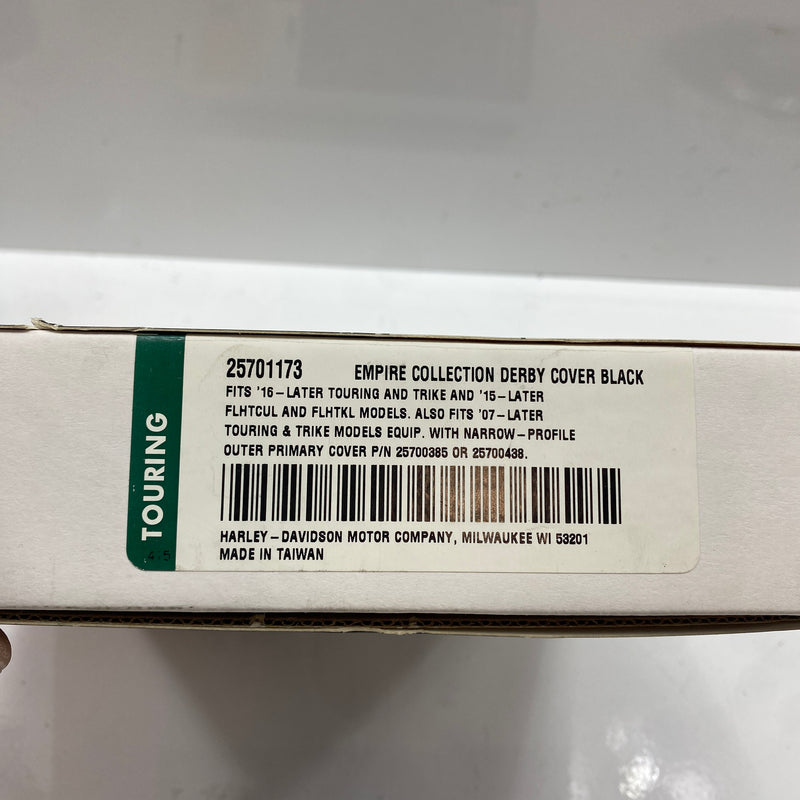 TOURING
415
25701173 EMPIRE COLLECTION DERBY COVER BLACK
FITS '16-LATER TOURING AND TRIKE AND '15-LATER
FLHTCUL AND FLHTKL MODELS. ALSO FITS '07-LATER
TOURING & TRIKE MODELS EQUIP. WITH NARROW-PROFILE
OUTER PRIMARY COVER P/N 25700385 OR 25700438.
HARLEY-DAVIDSON MOTOR COMPANY, MILWAUKEE WI 53201
MADE IN TAIWAN